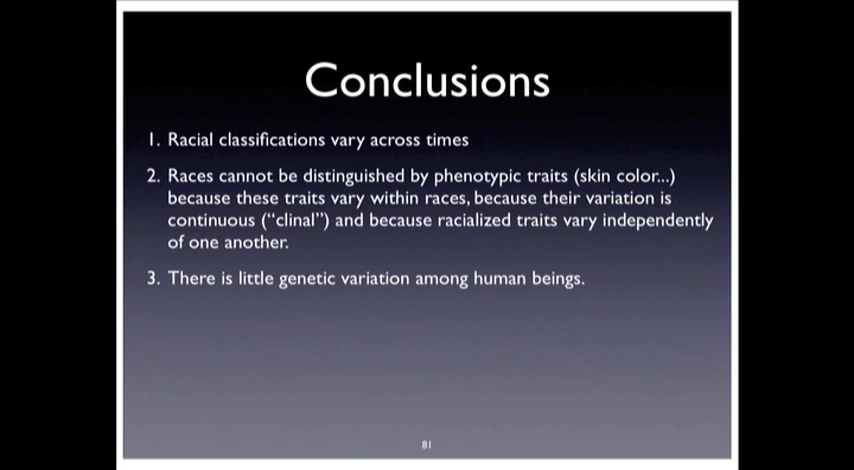 Conclusions
1. Racial classifications vary across times
2. Races cannot be distinguished by phenotypic traits (skin color...)
because these traits vary within races, because their variation is
continuous (“clinal”) and because racialized traits vary independently
of one another.
3. There is little genetic variation among human beings.
81